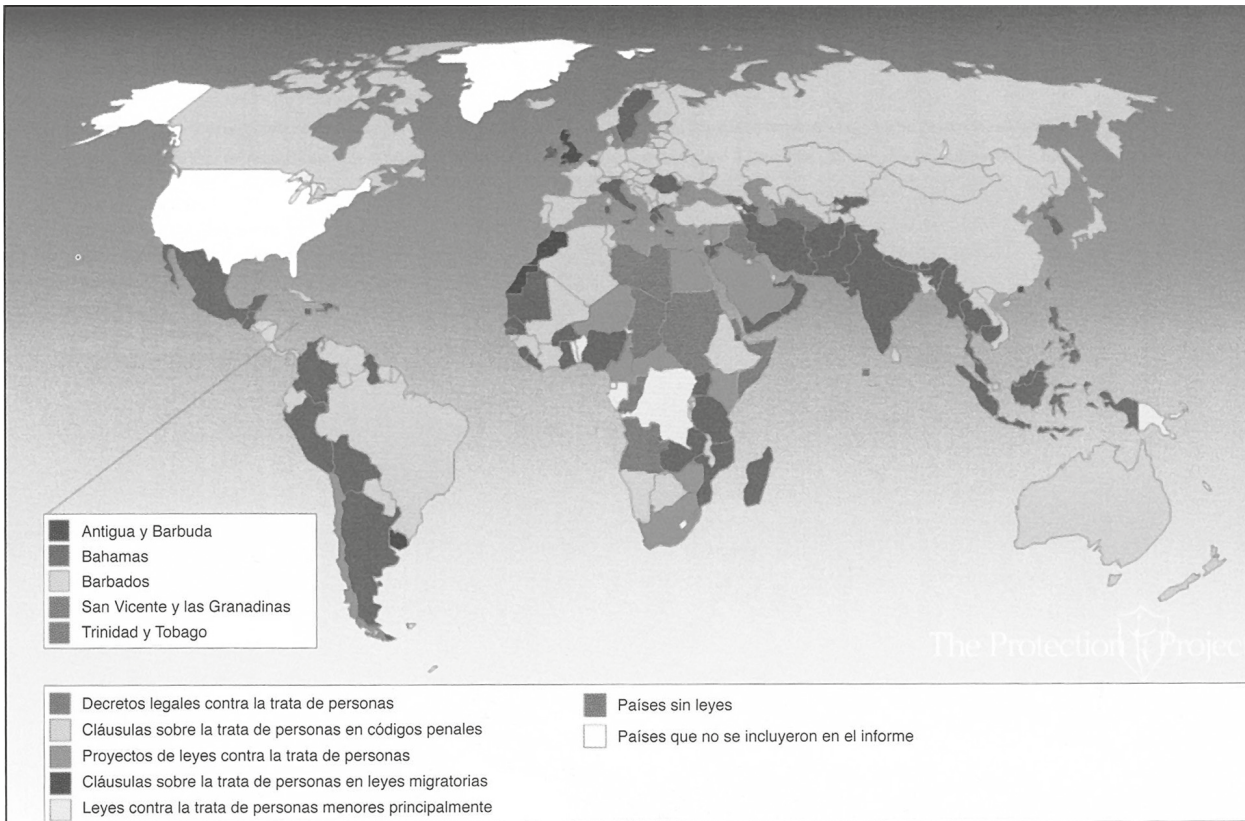 Antigua y Barbuda
Bahamas
Barbados
San Vicente y las Granadinas
Trinidad y Tobago
The Protection Projec
Decretos legales contra la trata de personas
Cláusulas sobre la trata de personas en códigos penales
Proyectos de leyes contra la trata de personas
Cláusulas sobre la trata de personas en leyes migratorias
Leyes contra la trata de personas menores principalmente
Países sin leyes
Países que no se incluyeron en el informe